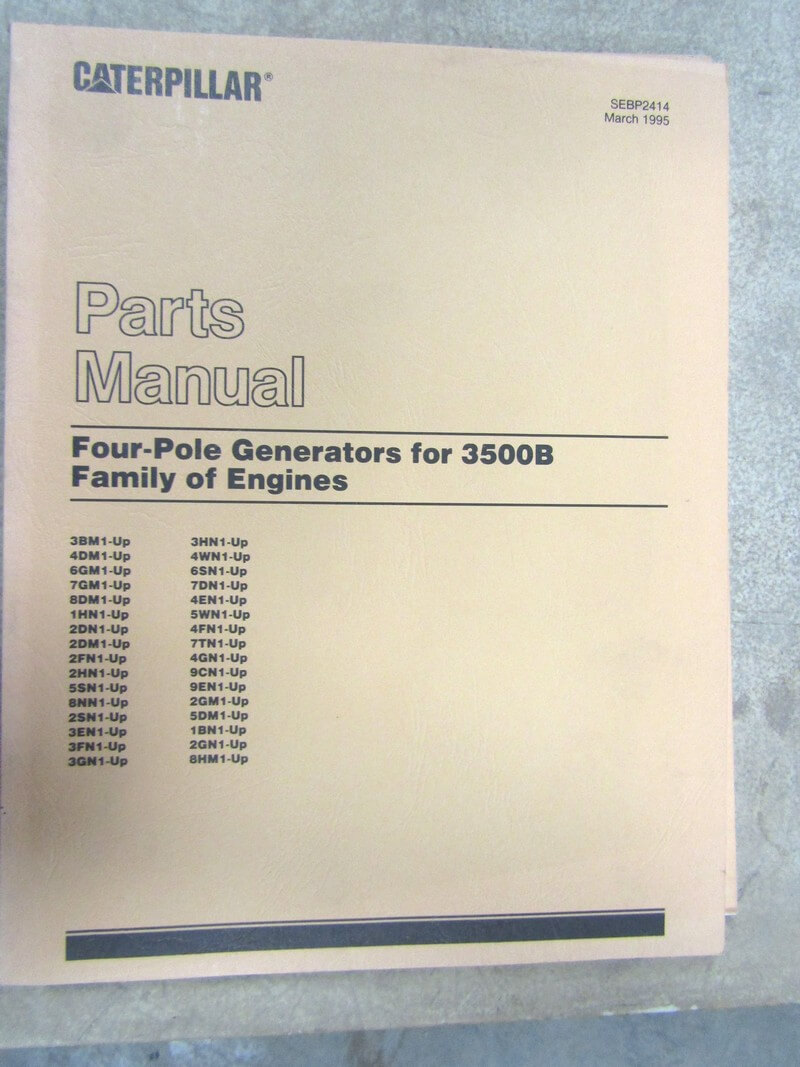 CATERPILLAR®
SEBP2414
March 1995
Parts
Manual
Four-Pole Generators for 3500B
Family of Engines
3BM1-Up
4DM1-Up
6GM1-Up
7GM1-Up
8DM1-Up
1HN1-Up
2DN1-Up
2DM1-Up
2FN1-Up
2HN1-Up
5SN1-Up
8NN1-Up
2SN1-Up
3EN1-Up
3FN1-Up
3GN1-Up
3HN1-Up
4WN1-Up
6SN1-Up
7DN1-Up
4EN1-Up
5WN1-Up
4FN1-Up
7TN1-Up
4GN1-Up
9CN1-Up
9EN1-Up
2GM1-Up
5DM1-Up
1BN1-Up
2GN1-Up
8HM1-Up